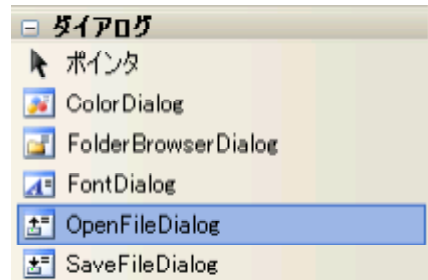 ダイアログ
ポインタ
ColorDialog
FolderBrowserDialog
FontDialog
OpenFileDialog
SaveFileDialog